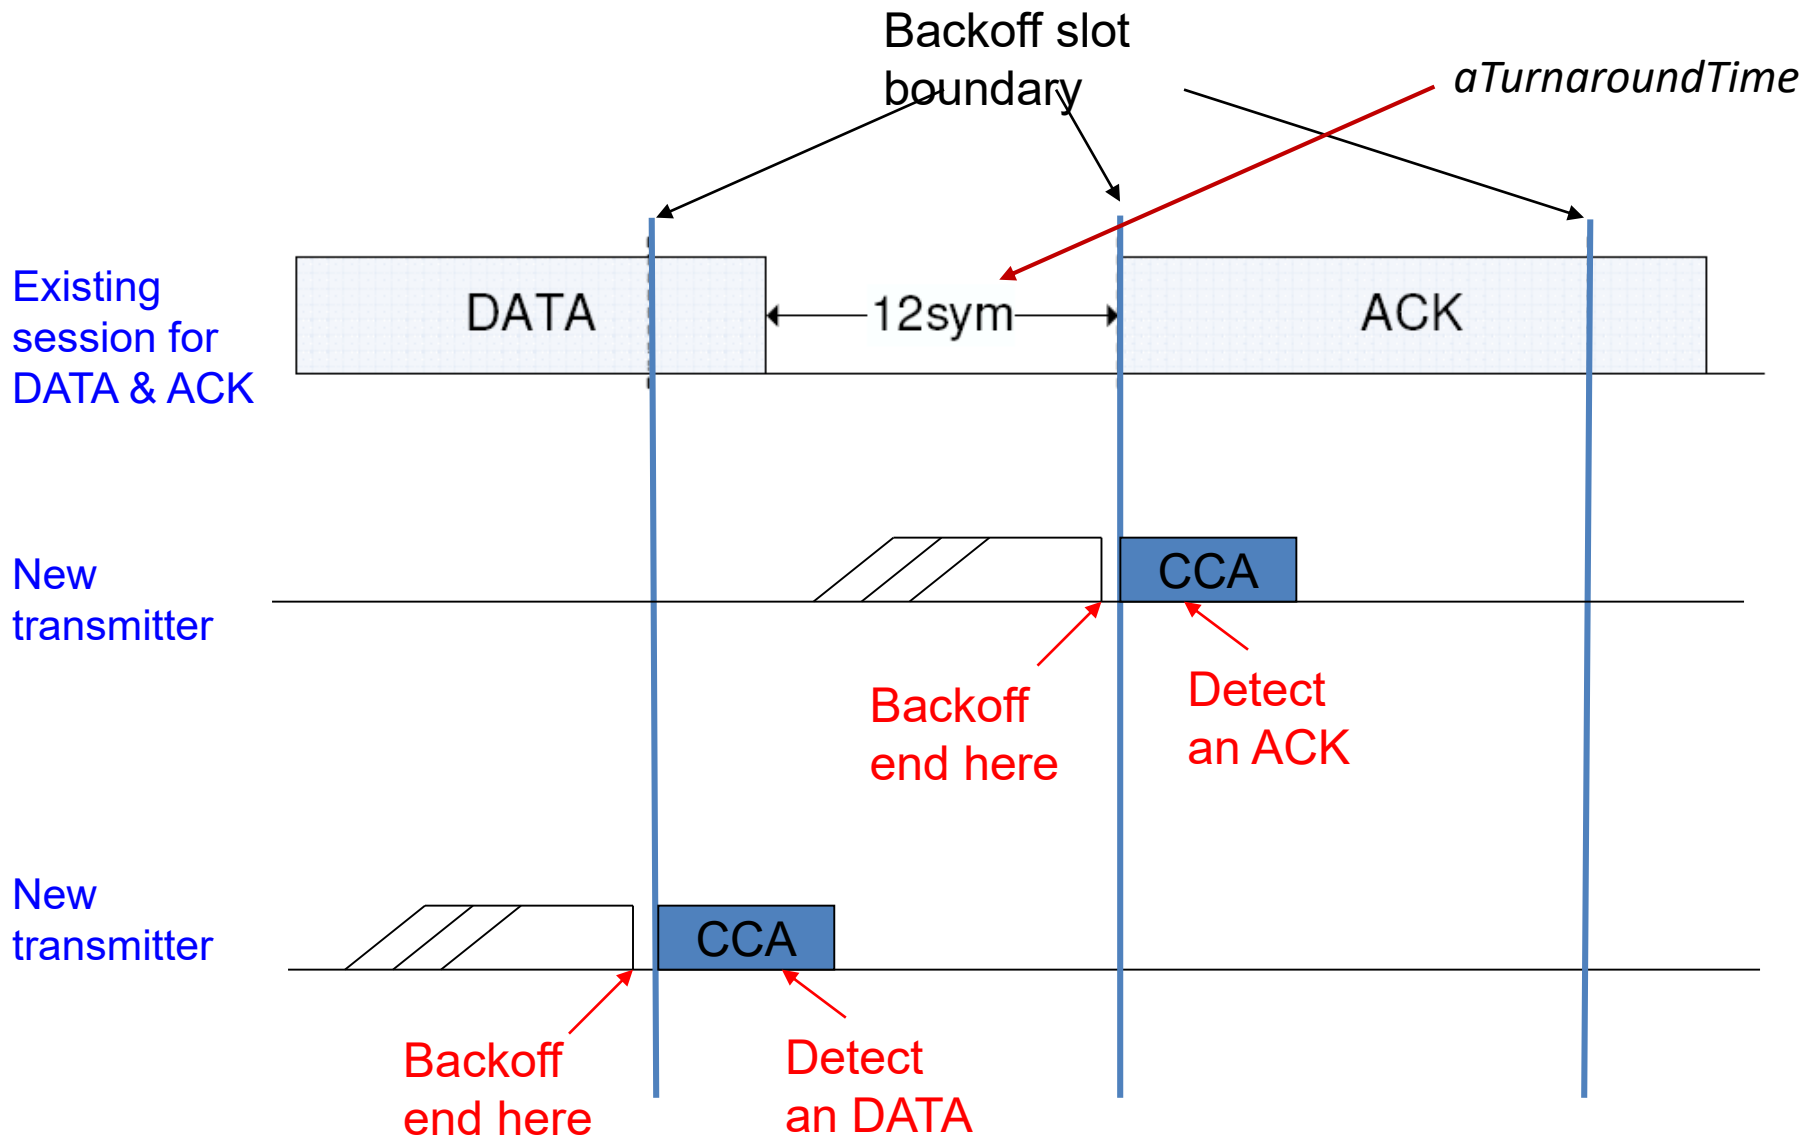 Backoff slot
boundary
aTurnaroundTime
Existing
session for
DATA & ACK
DATA
12sym
ACK
New
transmitter
CCA
Backoff
end here
Detect
an ACK
New
transmitter
CCA
Backoff
end here
Detect
an DATA